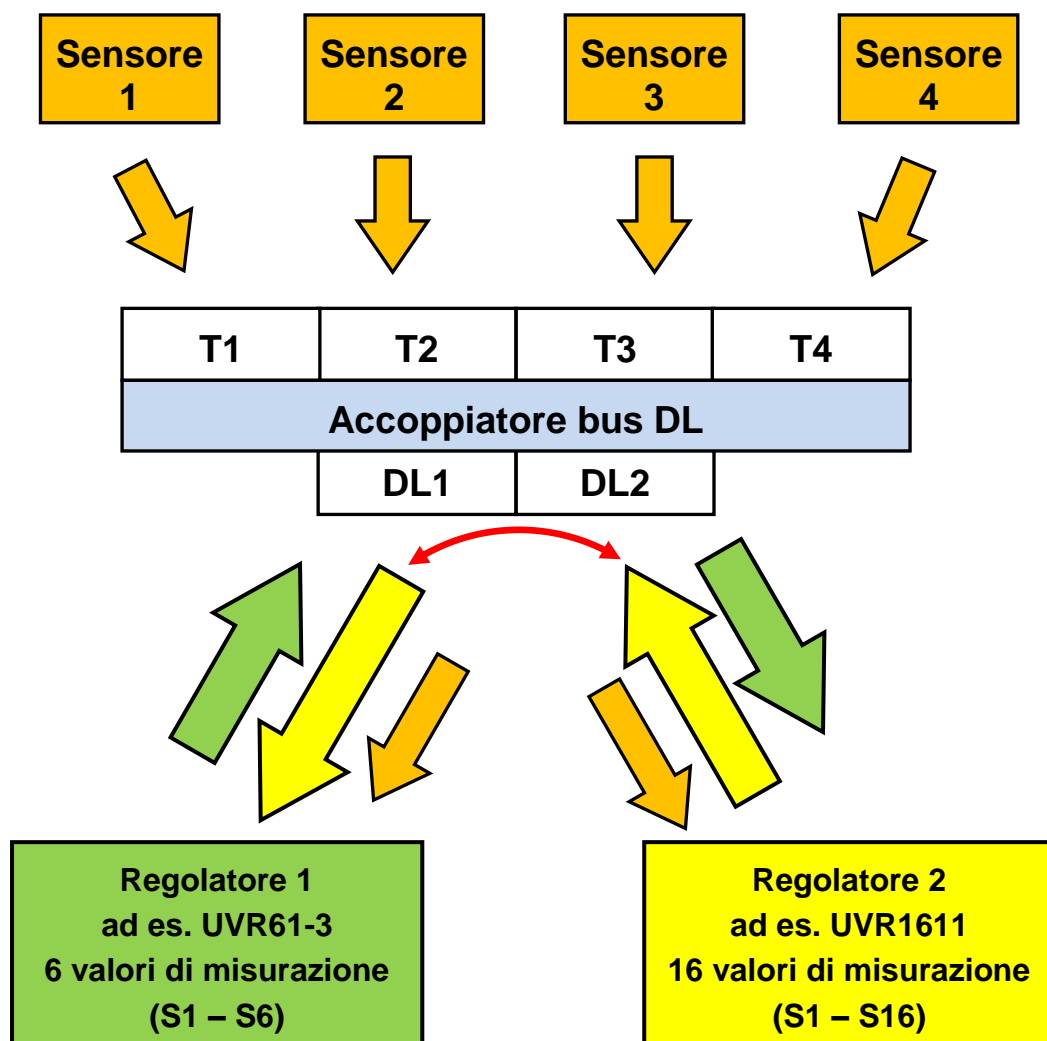 Sensore
1
Sensore
2
Sensore
3
Sensore
4
T1
T2
T3
T4
Accoppiatore bus DL
DL1
DL2
Regolatore 1
ad es. UVR61-3
6 valori di misurazione
(S1 – S6)
Regolatore 2
ad es. UVR1611
16 valori di misurazione
(S1 – S16)